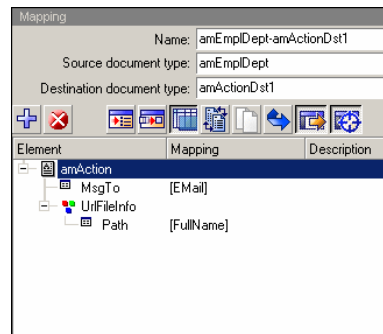 Mapping
Name: amEmplDept-amActionDst1
Source document type: amEmplDept
Destination document type: amActionDst1
Element Mapping Description
amAction
MsgTo [EMail]
UrlFileInfo
Path [FullName]